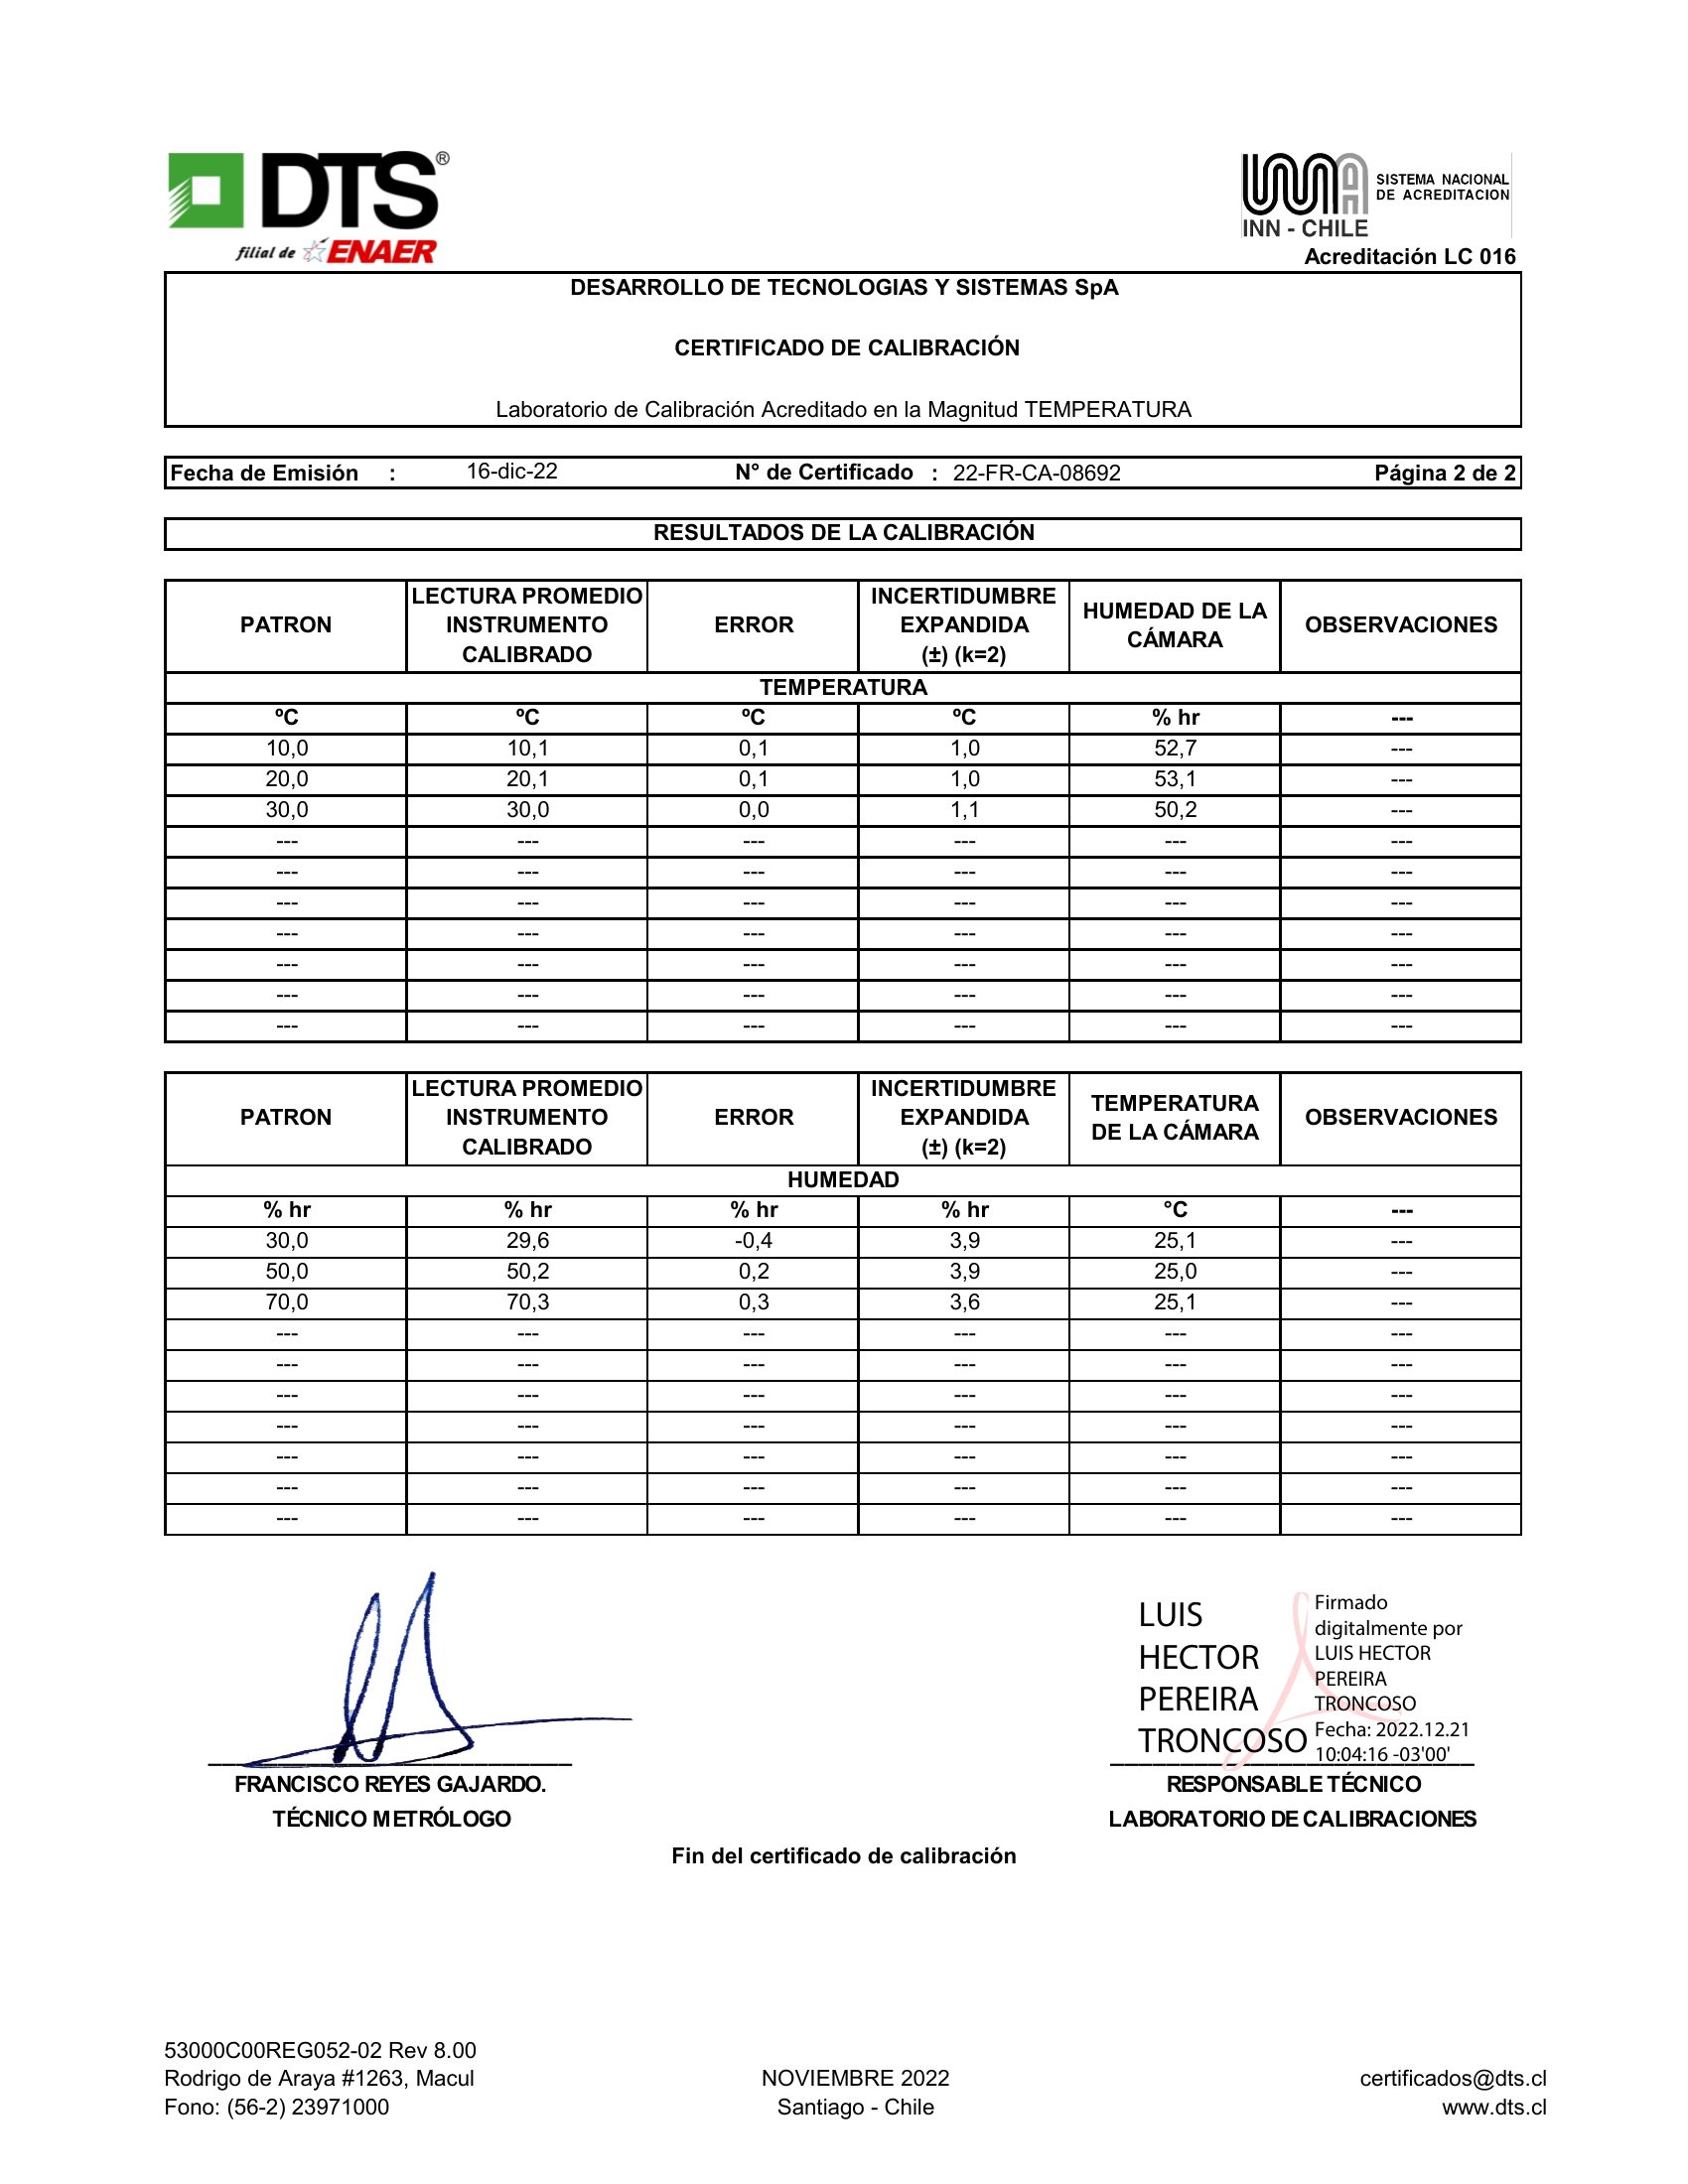 DTS®
filial de ENAER
SISTEMA NACIONAL
DE ACREDITACION
INN - CHILE
Acreditación LC 016
DESARROLLO DE TECNOLOGIAS Y SISTEMAS SpA
CERTIFICADO DE CALIBRACIÓN
Laboratorio de Calibración Acreditado en la Magnitud TEMPERATURA
Fecha de Emisión : 16-dic-22 N° de Certificado : 22-FR-CA-08692 Página 2 de 2
RESULTADOS DE LA CALIBRACIÓN
PATRON LECTURA PROMEDIO INSTRUMENTO CALIBRADO ERROR INCERTIDUMBRE EXPANDIDA (±) (k=2) HUMEDAD DE LA CÁMARA OBSERVACIONES
TEMPERATURA
ºC ºC ºC ºC % hr ---
10,0 10,1 0,1 1,0 52,7 ---
20,0 20,1 0,1 1,0 53,1 ---
30,0 30,0 0,0 1,1 50,2 ---
--- --- --- --- --- ---
--- --- --- --- --- ---
--- --- --- --- --- ---
--- --- --- --- --- ---
--- --- --- --- --- ---
--- --- --- --- --- ---
--- --- --- --- --- ---
PATRON LECTURA PROMEDIO INSTRUMENTO CALIBRADO ERROR INCERTIDUMBRE EXPANDIDA (±) (k=2) TEMPERATURA DE LA CÁMARA OBSERVACIONES
HUMEDAD
% hr % hr % hr % hr °C ---
30,0 29,6 -0,4 3,9 25,1 ---
50,0 50,2 0,2 3,9 25,0 ---
70,0 70,3 0,3 3,6 25,1 ---
--- --- --- --- --- ---
--- --- --- --- --- ---
--- --- --- --- --- ---
--- --- --- --- --- ---
--- --- --- --- --- ---
--- --- --- --- --- ---
--- --- --- --- --- ---
LUIS
HECTOR
PEREIRA
TRONCOSO
Firmado
digitalmente por
LUIS HECTOR
PEREIRA
TRONCOSO
Fecha: 2022.12.21
10:04:16 -03'00'
FRANCISCO REYES GAJARDO.
TÉCNICO METRÓLOGO
RESPONSABLE TÉCNICO
LABORATORIO DE CALIBRACIONES
Fin del certificado de calibración
53000C00REG052-02 Rev 8.00
Rodrigo de Araya #1263, Macul NOVIEMBRE 2022 certificados@dts.cl
Fono: (56-2) 23971000 Santiago - Chile www.dts.cl